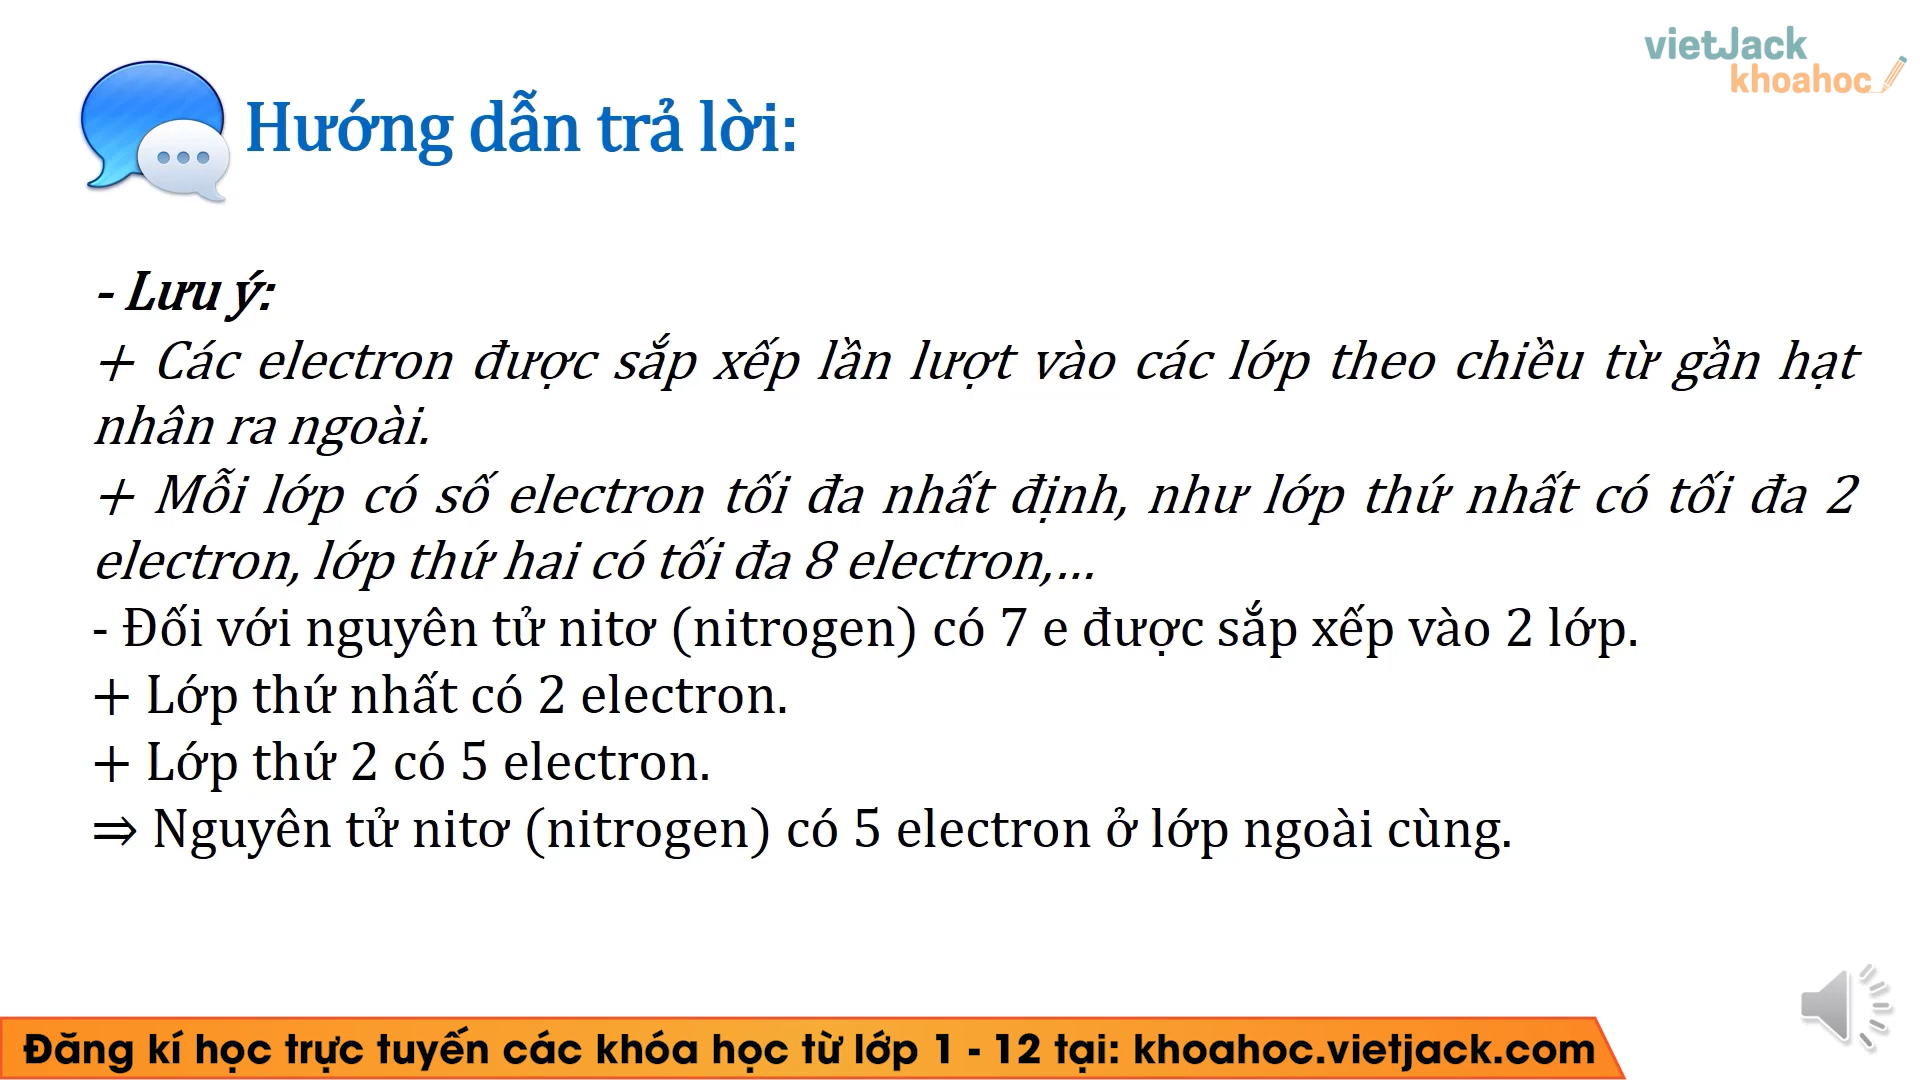 vietJack
khoahoc
Hướng dẫn trả lời:
- Lưu ý:
+ Các electron được sắp xếp lần lượt vào các lớp theo chiều từ gần hạt
nhân ra ngoài.
+ Mỗi lớp có số electron tối đa nhất định, như lớp thứ nhất có tối đa 2
electron, lớp thứ hai có tối đa 8 electron,...
- Đối với nguyên tử nitơ (nitrogen) có 7 e được sắp xếp vào 2 lớp.
+ Lớp thứ nhất có 2 electron.
+ Lớp thứ 2 có 5 electron.
⇒ Nguyên tử nitơ (nitrogen) có 5 electron ở lớp ngoài cùng.
Đăng kí học trực tuyến các khóa học từ lớp 1 - 12 tại: khoahoc.vietjack.com